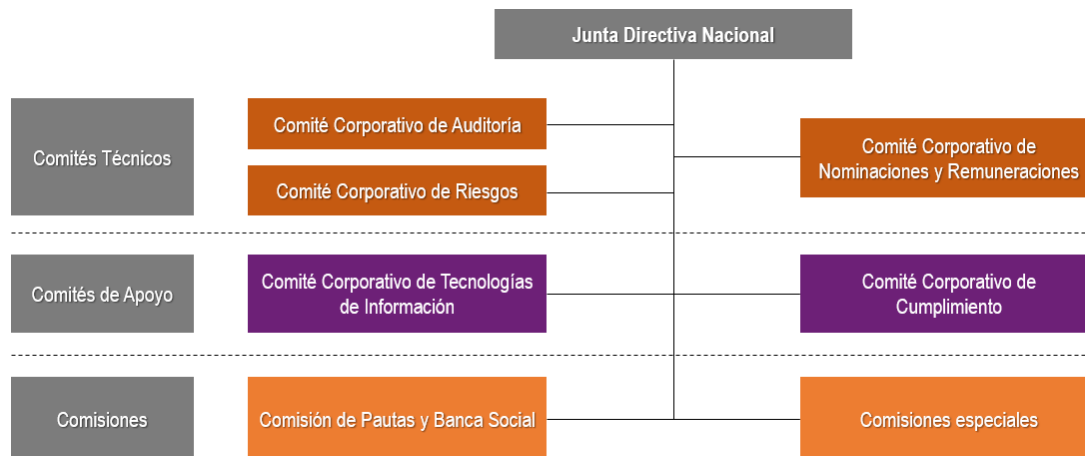 Junta Directiva Nacional
Comités Técnicos
Comité Corporativo de Auditoría
Comité Corporativo de Riesgos
Comité Corporativo de
Nominaciones y Remuneraciones
Comités de Apoyo
Comité Corporativo de Tecnologías
de Información
Comité Corporativo de
Cumplimiento
Comisiones
Comisión de Pautas y Banca Social
Comisiones especiales